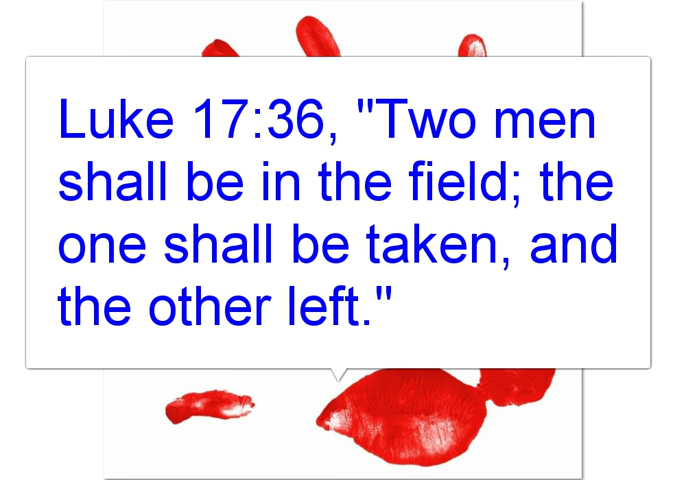 Luke 17:36, "Two men
shall be in the field; the
one shall be taken, and
the other left."